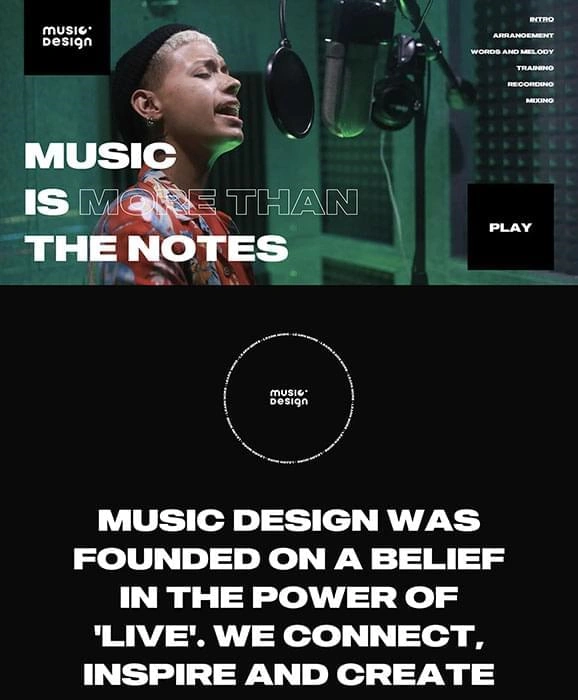 music
Design
INTRO
ARRANGEMENT
WORDS AND MELODY
TRAINING
RECORDING
MIXING
MUSIC
IS MORE THAN
THE NOTES
PLAY
music
Design
MUSIC DESIGN WAS
FOUNDED ON A BELIEF
IN THE POWER OF
'LIVE'. WE CONNECT,
INSPIRE AND CREATE